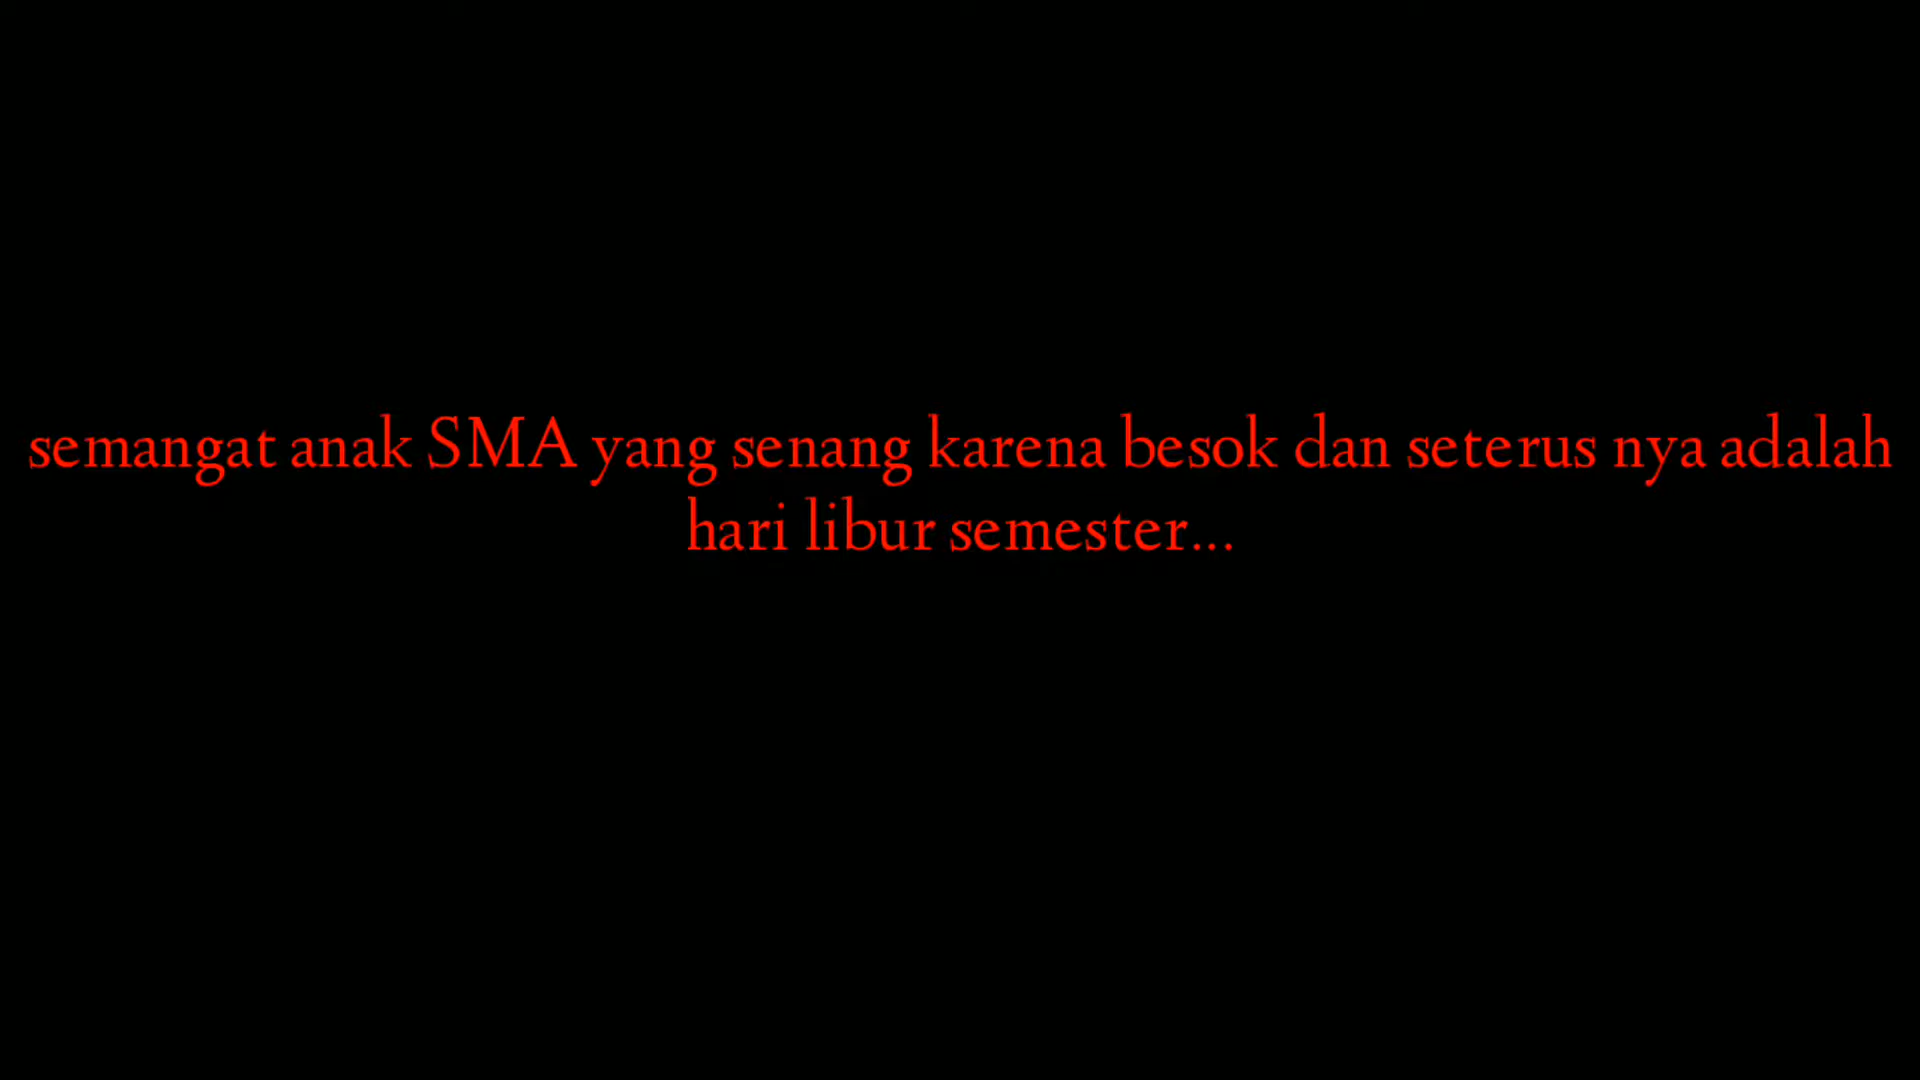 semangat anak SMA yang senang karena besok dan seterus nya adalah
hari libur semester...